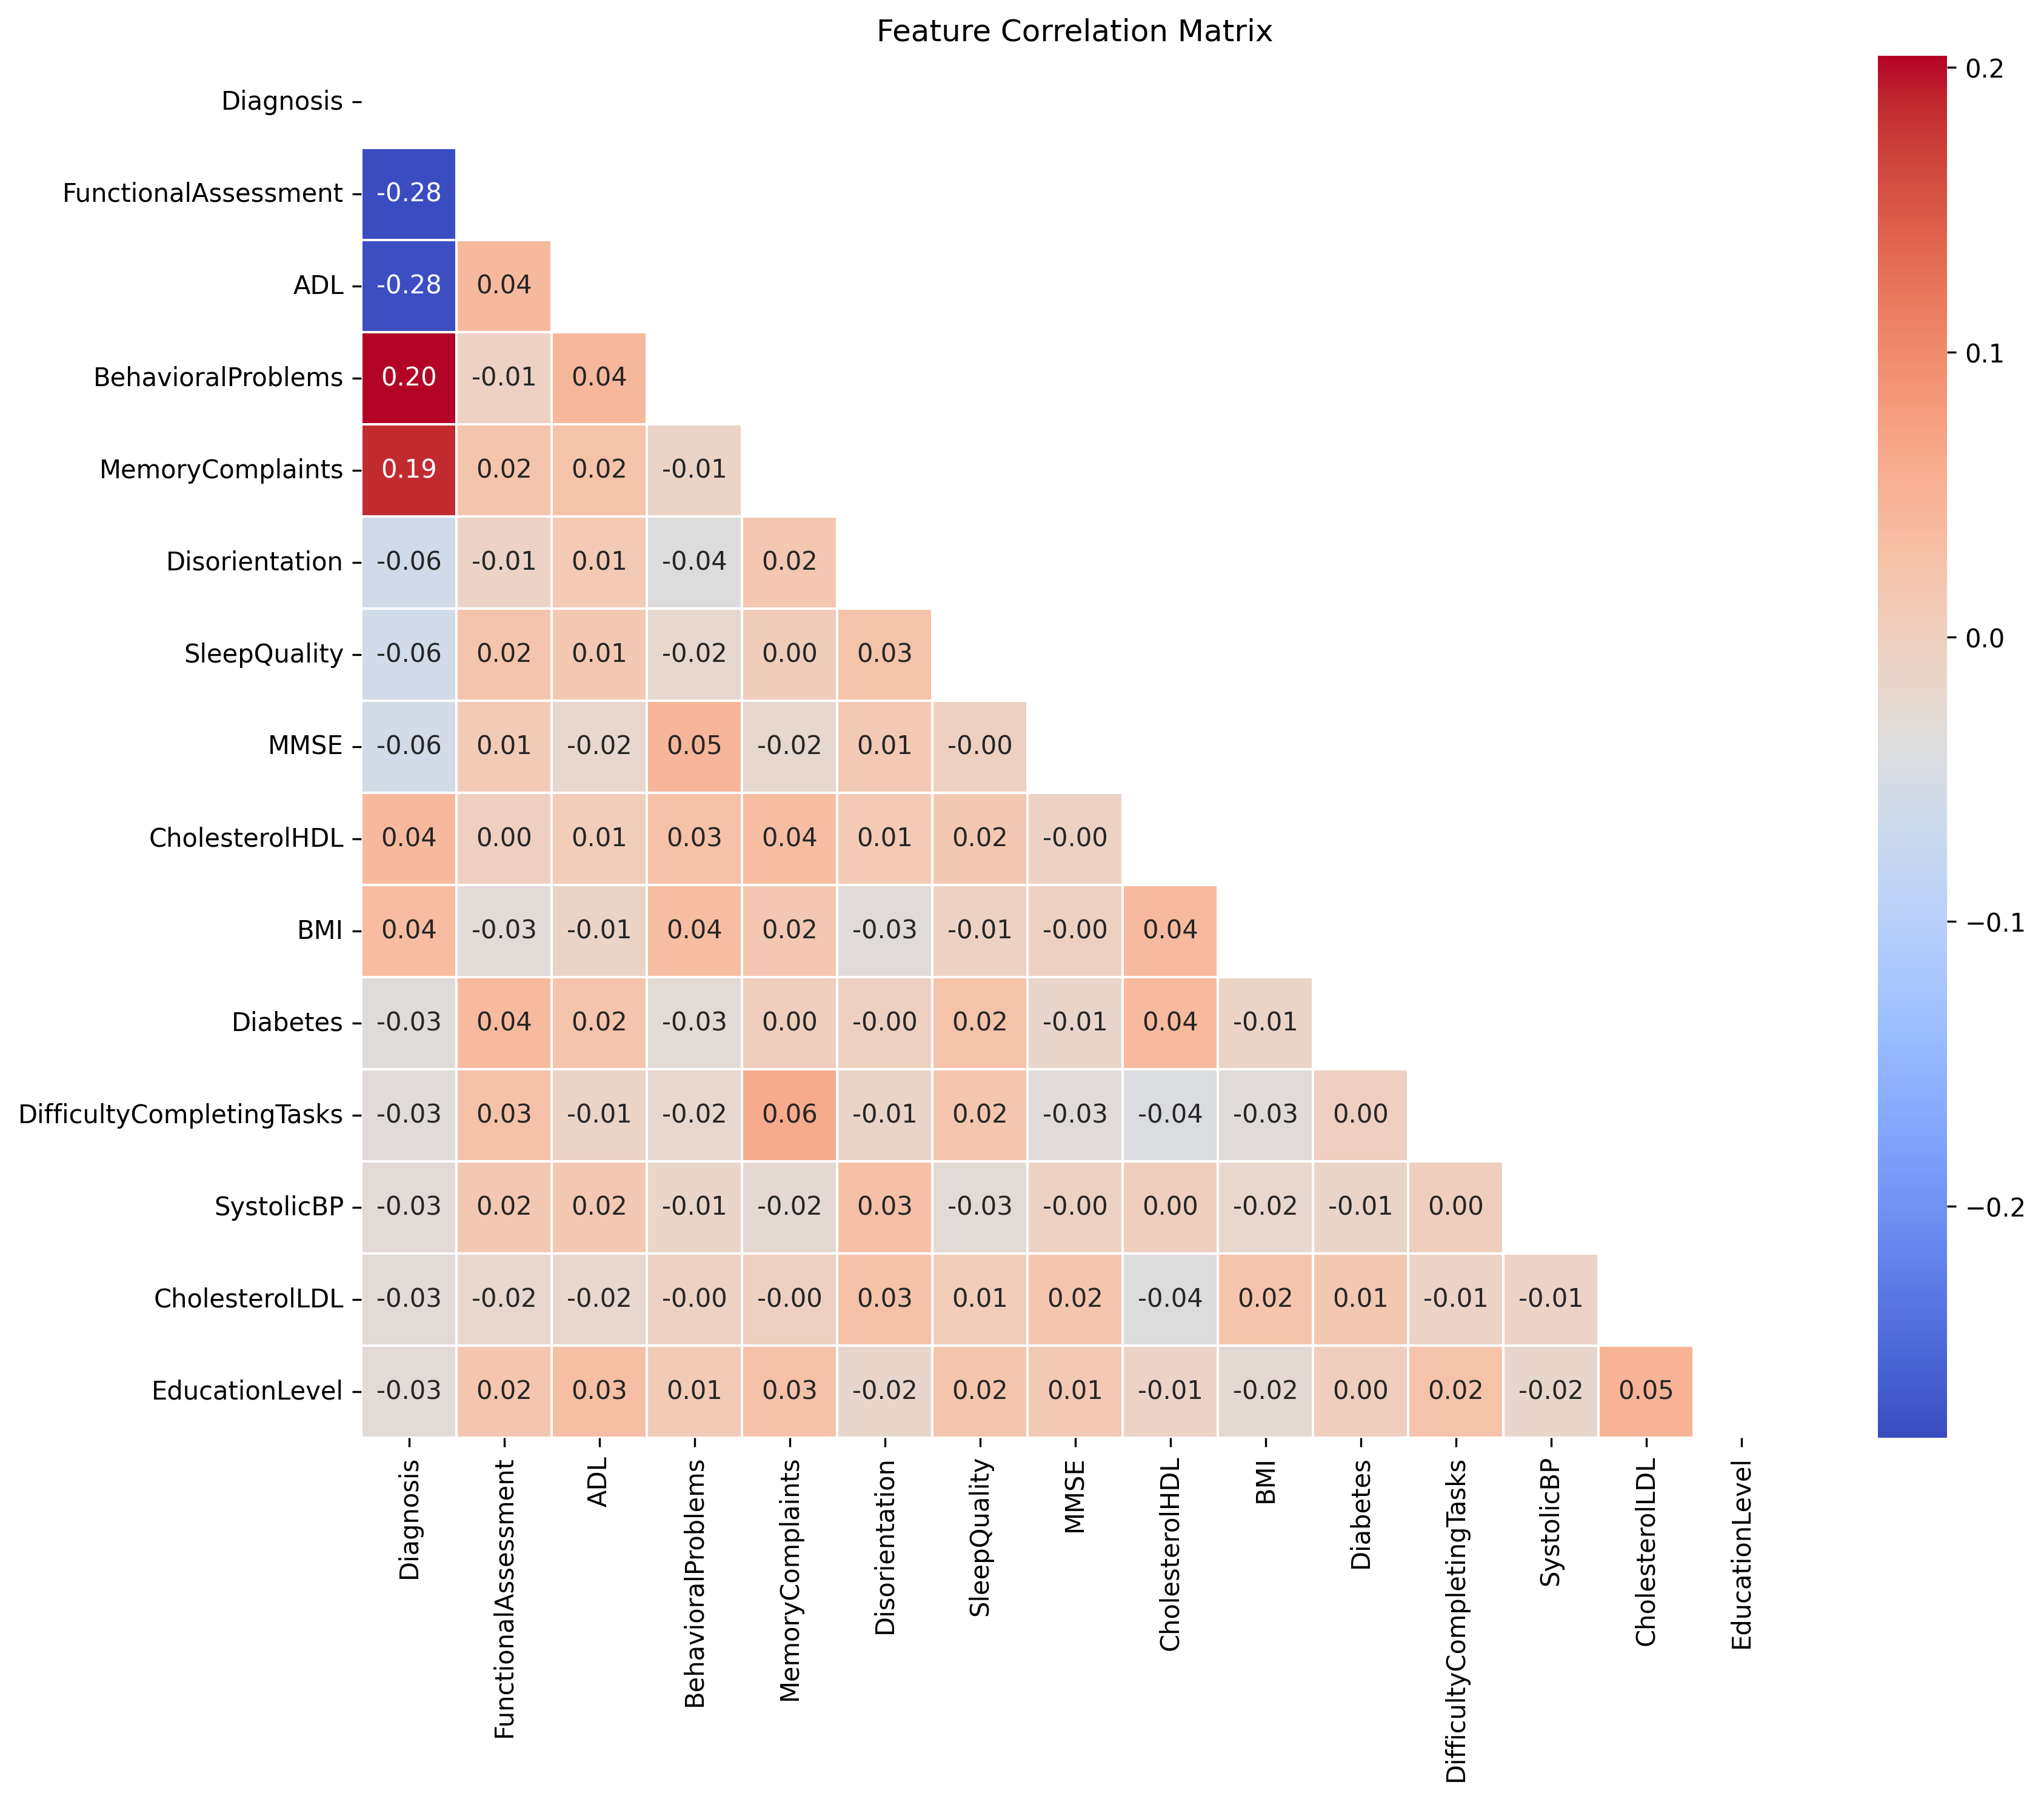 Feature Correlation Matrix
Diagnosis
FunctionalAssessment -0.28
ADL -0.28 0.04
BehavioralProblems 0.20 -0.01 0.04
MemoryComplaints 0.19 0.02 0.02 -0.01
Disorientation -0.06 -0.01 0.01 -0.04 0.02
SleepQuality -0.06 0.02 0.01 -0.02 0.00 0.03
MMSE -0.06 0.01 -0.02 0.05 -0.02 0.01 -0.00
CholesterolHDL 0.04 0.00 0.01 0.03 0.04 0.01 0.02 -0.00
BMI 0.04 -0.03 -0.01 0.04 0.02 -0.03 -0.01 -0.00 0.04
Diabetes -0.03 0.04 0.02 -0.03 0.00 -0.00 0.02 -0.01 0.04 -0.01
DifficultyCompletingTasks -0.03 0.03 -0.01 -0.02 0.06 -0.01 0.02 -0.03 -0.04 -0.03 0.00
SystolicBP -0.03 0.02 0.02 -0.01 -0.02 0.03 -0.03 -0.00 0.00 -0.02 -0.01 0.00
CholesterolLDL -0.03 -0.02 -0.02 -0.00 -0.00 0.03 0.01 0.02 -0.04 0.02 0.01 -0.01 -0.01
EducationLevel -0.03 0.02 0.03 0.01 0.03 -0.02 0.02 0.01 -0.01 -0.02 0.00 0.02 -0.02 0.05
Diagnosis
FunctionalAssessment
ADL
BehavioralProblems
MemoryComplaints
Disorientation
SleepQuality
MMSE
CholesterolHDL
BMI
Diabetes
DifficultyCompletingTasks
SystolicBP
CholesterolLDL
EducationLevel
0.2
0.1
0.0
−0.1
−0.2